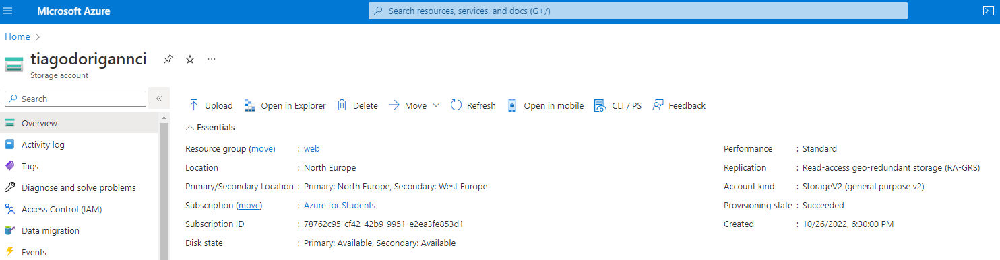 Microsoft Azure
Search resources, services, and docs (G+/)
Home
tiagodorigannci
Storage account
Search
Overview
Activity log
Tags
Diagnose and solve problems
Access Control (IAM)
Data migration
Events
Upload Open in Explorer Delete Move Refresh Open in mobile CLI / PS Feedback
Essentials
Resource group (move) : web
Location : North Europe
Primary/Secondary Location : Primary: North Europe, Secondary: West Europe
Subscription (move) : Azure for Students
Subscription ID : 78762c95-cf42-42b9-9951-e2ea3fe853d1
Disk state : Primary: Available, Secondary: Available
Performance : Standard
Replication : Read-access geo-redundant storage (RA-GRS)
Account kind : StorageV2 (general purpose v2)
Provisioning state : Succeeded
Created : 10/26/2022, 6:30:00 PM